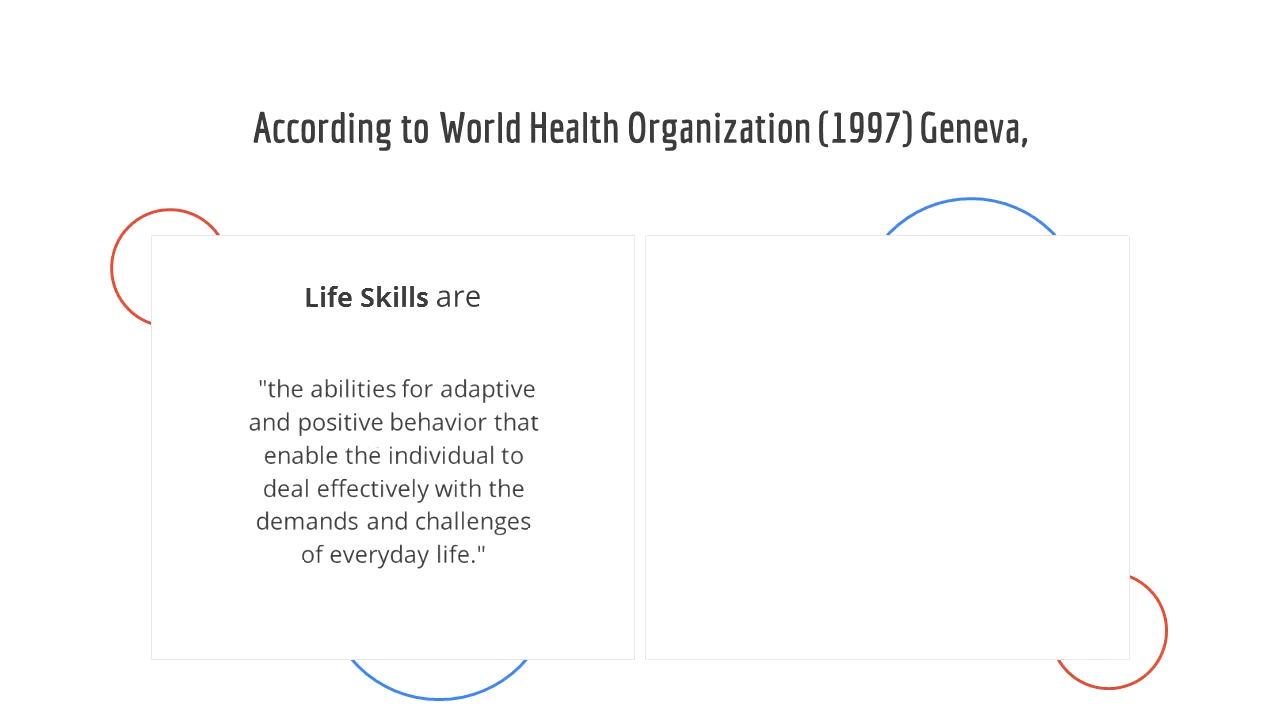 According to World Health Organization (1997) Geneva,
Life Skills are
"the abilities for adaptive
and positive behavior that
enable the individual to
deal effectively with the
demands and challenges
of everyday life."